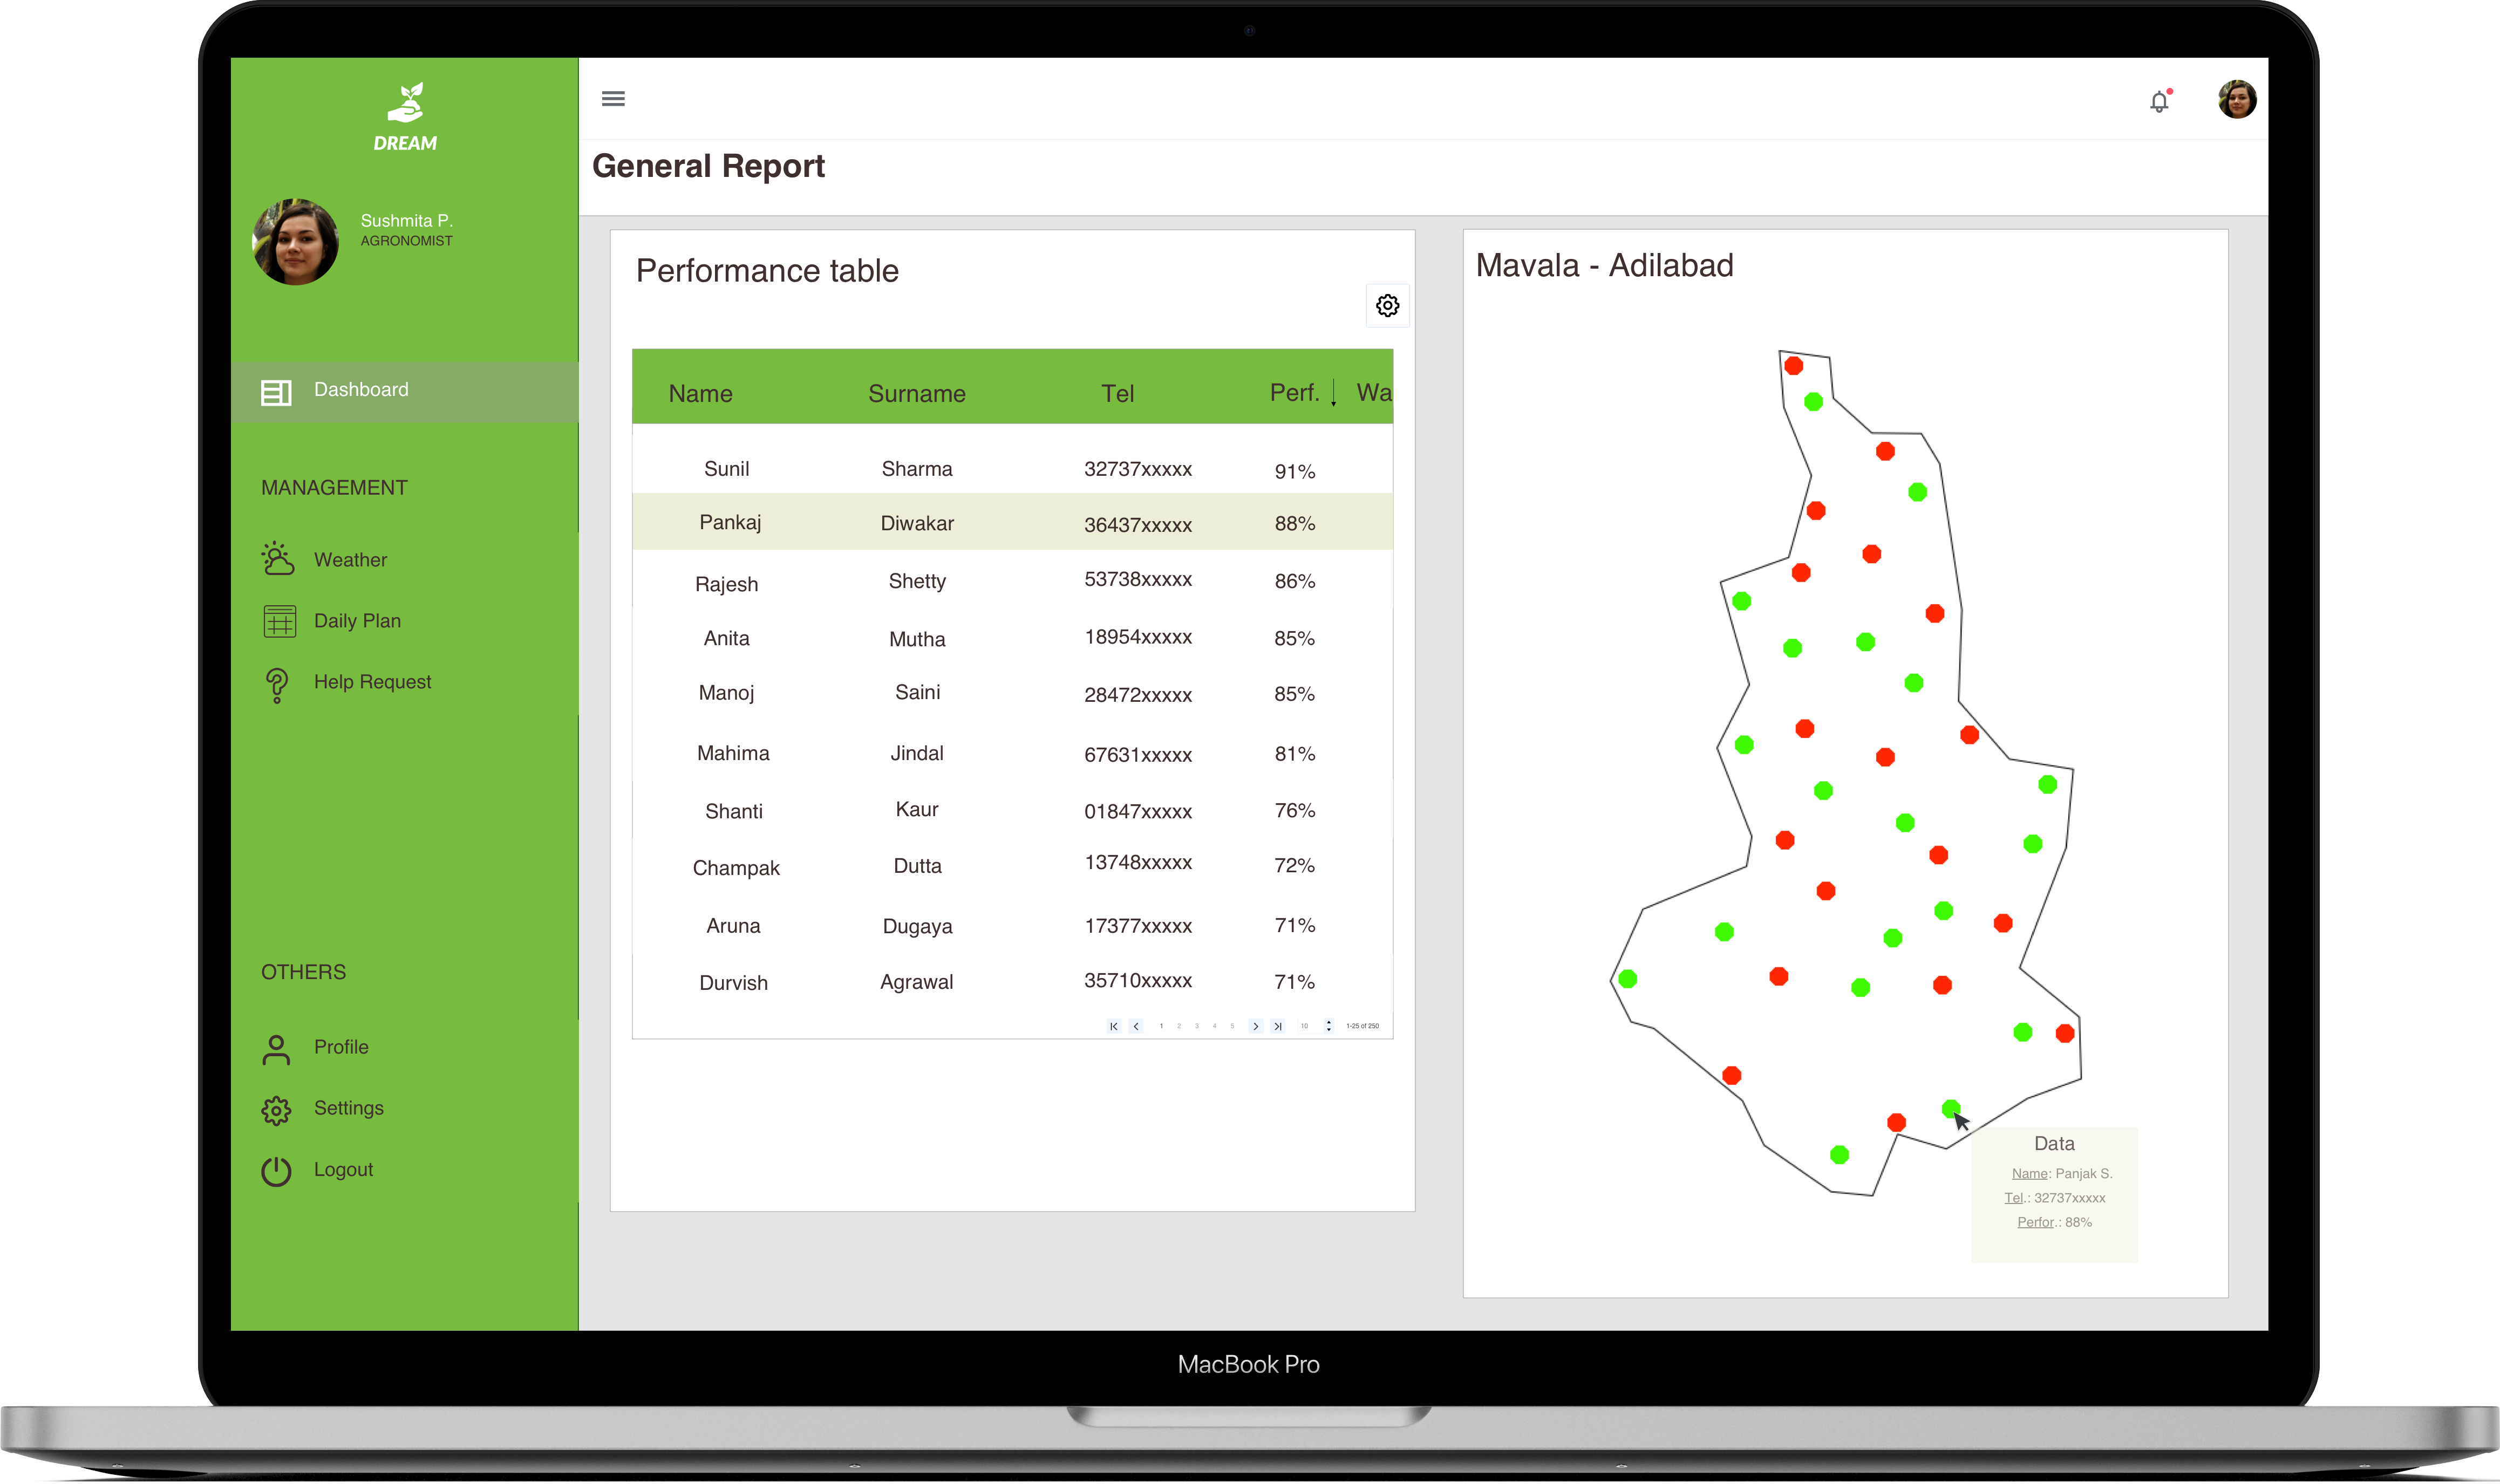 DREAM
Sushmita P.
AGRONOMIST
Dashboard
MANAGEMENT
Weather
Daily Plan
Help Request
OTHERS
Profile
Settings
Logout
General Report
Performance table
Name Surname Tel Perf. Wa
Sunil Sharma 32737xxxxx 91%
Pankaj Diwakar 36437xxxxx 88%
Rajesh Shetty 53738xxxxx 86%
Anita Mutha 18954xxxxx 85%
Manoj Saini 28472xxxxx 85%
Mahima Jindal 67631xxxxx 81%
Shanti Kaur 01847xxxxx 76%
Champak Dutta 13748xxxxx 72%
Aruna Dugaya 17377xxxxx 71%
Durvish Agrawal 35710xxxxx 71%
1 2 3 4 5 10 1-25 of 250
Mavala - Adilabad
Data
Name: Panjak S.
Tel.: 32737xxxxx
Perfor.: 88%
MacBook Pro